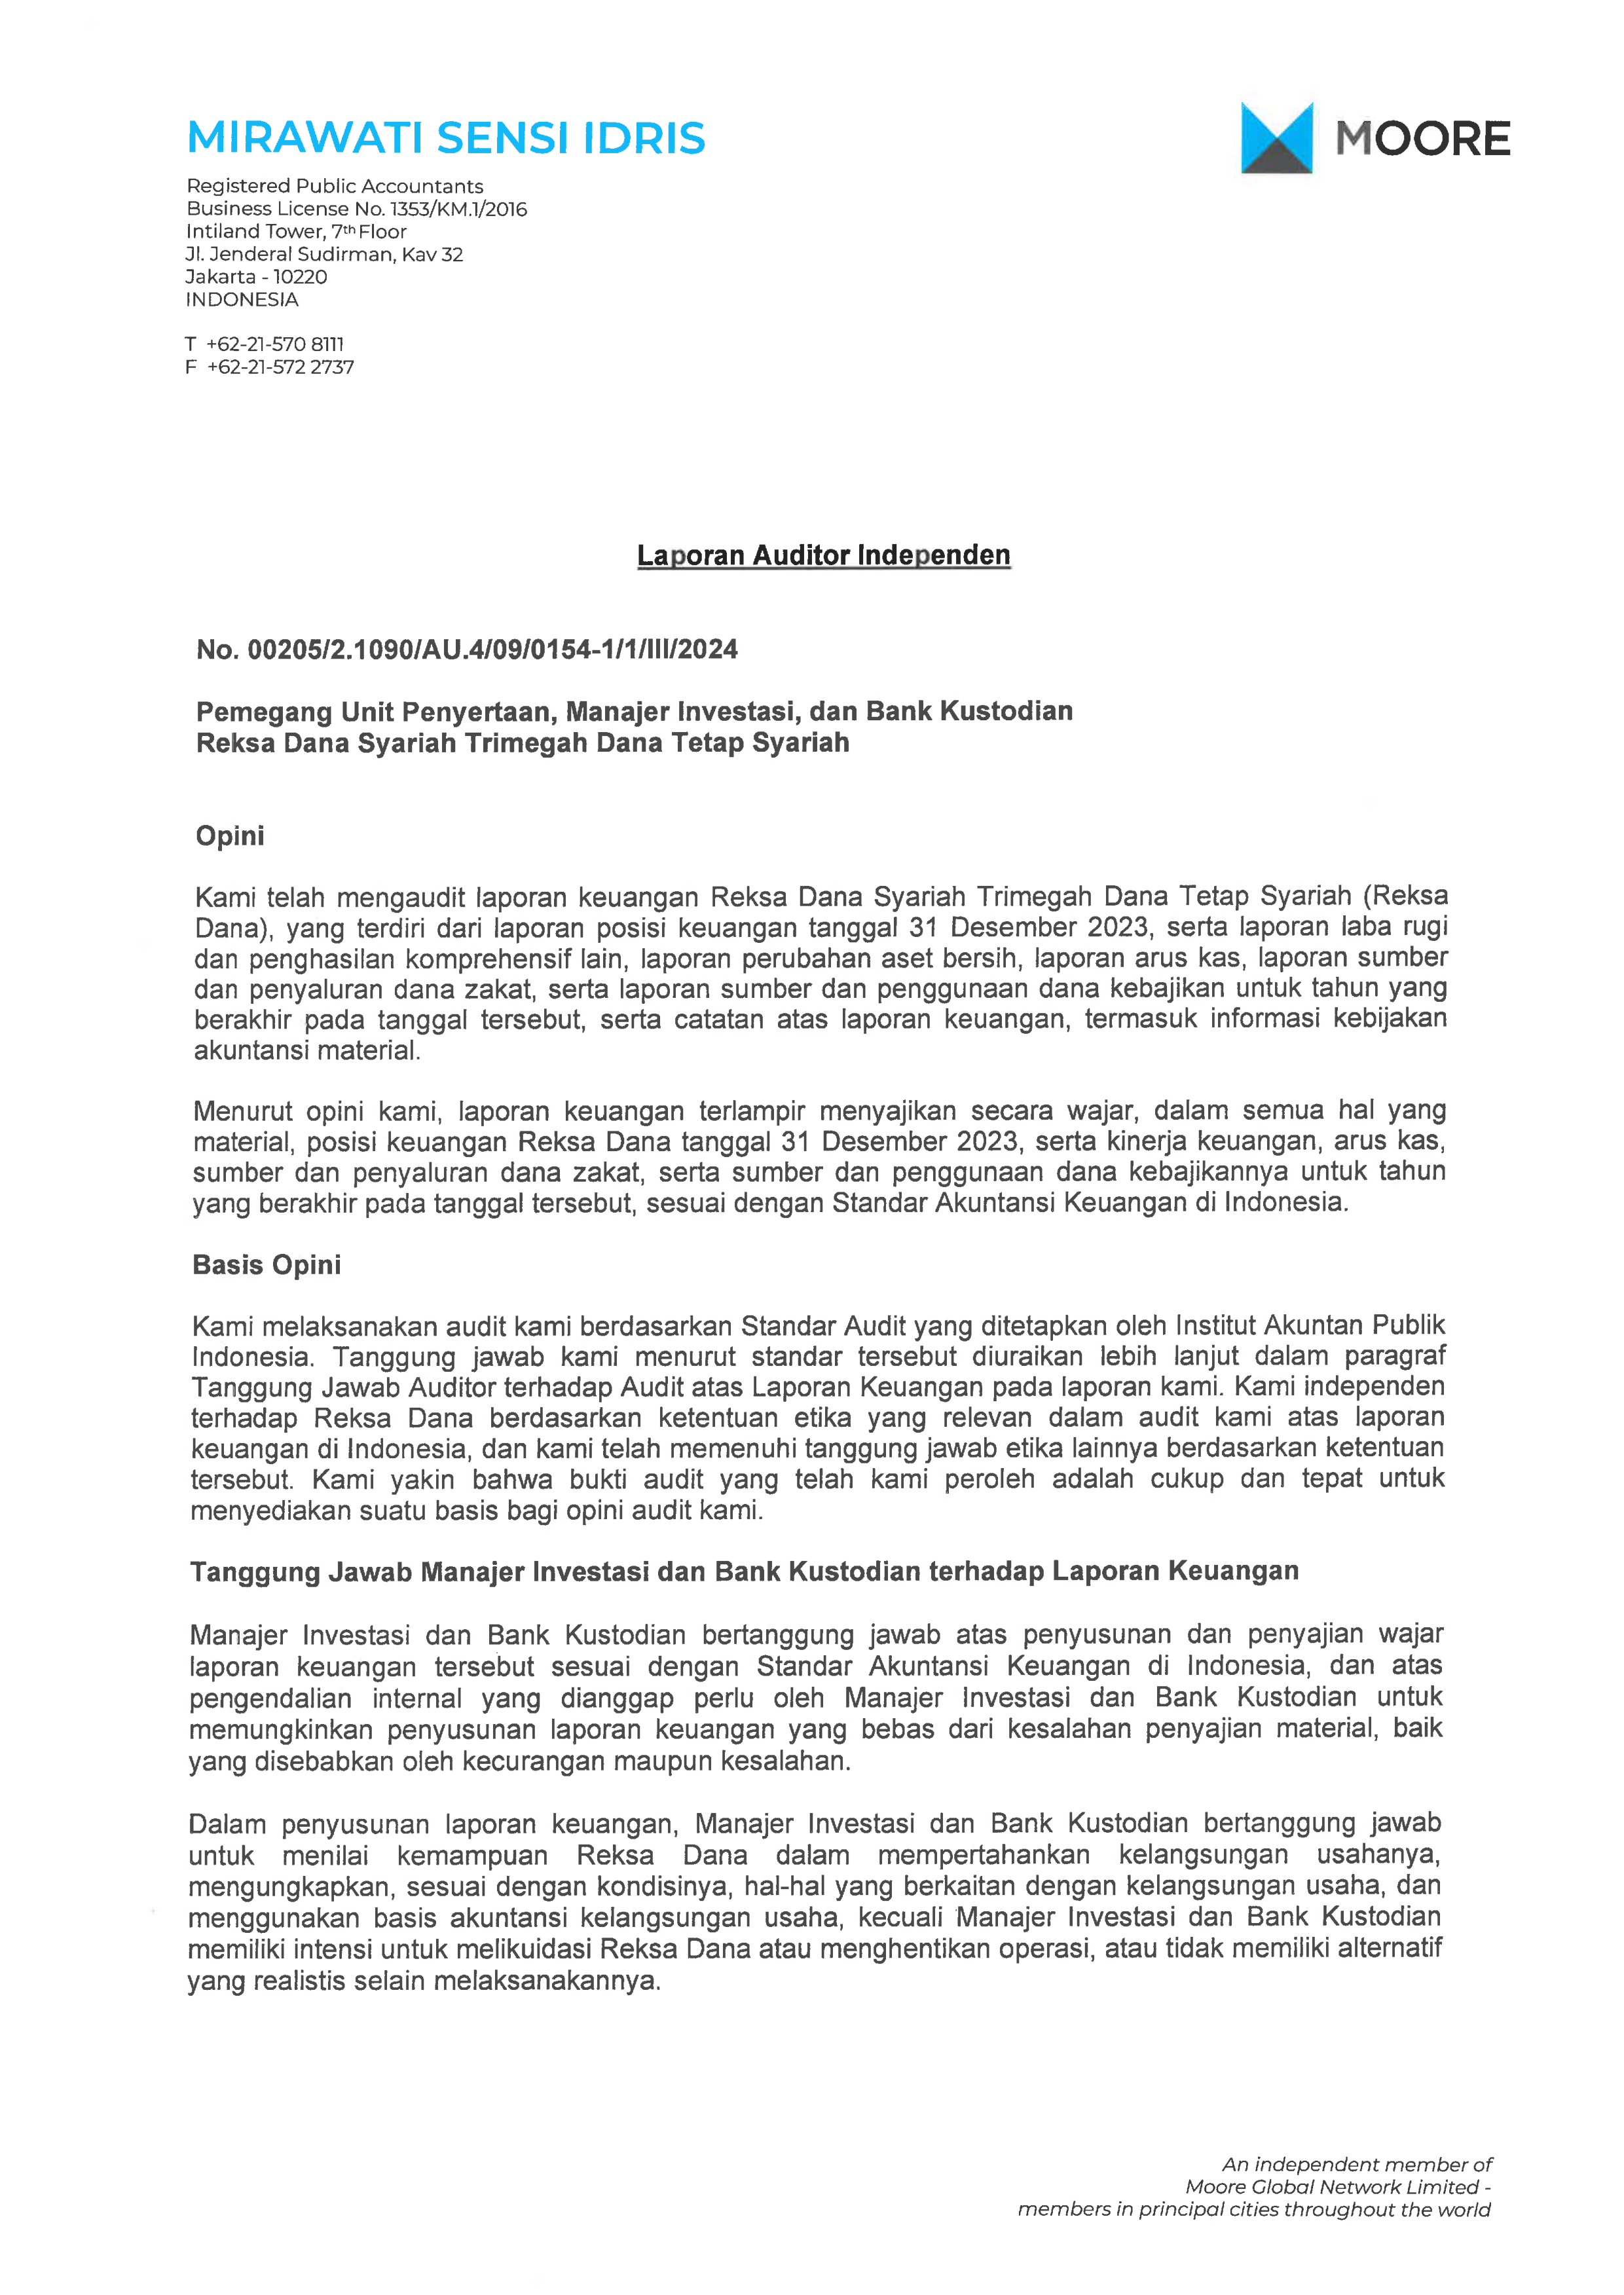 MIRAWATI SENSI IDRIS
MOORE
Registered Public Accountants
Business License No. 1353/KM.1/2016
Intiland Tower, 7th Floor
Jl. Jenderal Sudirman, Kav 32
Jakarta - 10220
INDONESIA
T +62-21-570 8111
F +62-21-572 2737
Laporan Auditor Independen
No. 00205/2.1090/AU.4/09/0154-1/1/III/2024
Pemegang Unit Penyertaan, Manajer Investasi, dan Bank Kustodian
Reksa Dana Syariah Trimegah Dana Tetap Syariah
Opini
Kami telah mengaudit laporan keuangan Reksa Dana Syariah Trimegah Dana Tetap Syariah (Reksa
Dana), yang terdiri dari laporan posisi keuangan tanggal 31 Desember 2023, serta laporan laba rugi
dan penghasilan komprehensif lain, laporan perubahan aset bersih, laporan arus kas, laporan sumber
dan penyaluran dana zakat, serta laporan sumber dan penggunaan dana kebajikan untuk tahun yang
berakhir pada tanggal tersebut, serta catatan atas laporan keuangan, termasuk informasi kebijakan
akuntansi material.
Menurut opini kami, laporan keuangan terlampir menyajikan secara wajar, dalam semua hal yang
material, posisi keuangan Reksa Dana tanggal 31 Desember 2023, serta kinerja keuangan, arus kas,
sumber dan penyaluran dana zakat, serta sumber dan penggunaan dana kebajikannya untuk tahun
yang berakhir pada tanggal tersebut, sesuai dengan Standar Akuntansi Keuangan di Indonesia.
Basis Opini
Kami melaksanakan audit kami berdasarkan Standar Audit yang ditetapkan oleh Institut Akuntan Publik
Indonesia. Tanggung jawab kami menurut standar tersebut diuraikan lebih lanjut dalam paragraf
Tanggung Jawab Auditor terhadap Audit atas Laporan Keuangan pada laporan kami. Kami independen
terhadap Reksa Dana berdasarkan ketentuan etika yang relevan dalam audit kami atas laporan
keuangan di Indonesia, dan kami telah memenuhi tanggung jawab etika lainnya berdasarkan ketentuan
tersebut. Kami yakin bahwa bukti audit yang telah kami peroleh adalah cukup dan tepat untuk
menyediakan suatu basis bagi opini audit kami.
Tanggung Jawab Manajer Investasi dan Bank Kustodian terhadap Laporan Keuangan
Manajer Investasi dan Bank Kustodian bertanggung jawab atas penyusunan dan penyajian wajar
laporan keuangan tersebut sesuai dengan Standar Akuntansi Keuangan di Indonesia, dan atas
pengendalian internal yang dianggap perlu oleh Manajer Investasi dan Bank Kustodian untuk
memungkinkan penyusunan laporan keuangan yang bebas dari kesalahan penyajian material, baik
yang disebabkan oleh kecurangan maupun kesalahan.
Dalam penyusunan laporan keuangan, Manajer Investasi dan Bank Kustodian bertanggung jawab
untuk menilai kemampuan Reksa Dana dalam mempertahankan kelangsungan usahanya,
mengungkapkan, sesuai dengan kondisinya, hal-hal yang berkaitan dengan kelangsungan usaha, dan
menggunakan basis akuntansi kelangsungan usaha, kecuali Manajer Investasi dan Bank Kustodian
memiliki intensi untuk melikuidasi Reksa Dana atau menghentikan operasi, atau tidak memiliki alternatif
yang realistis selain melaksanakannya.
An independent member of
Moore Global Network Limited -
members in principal cities throughout the world